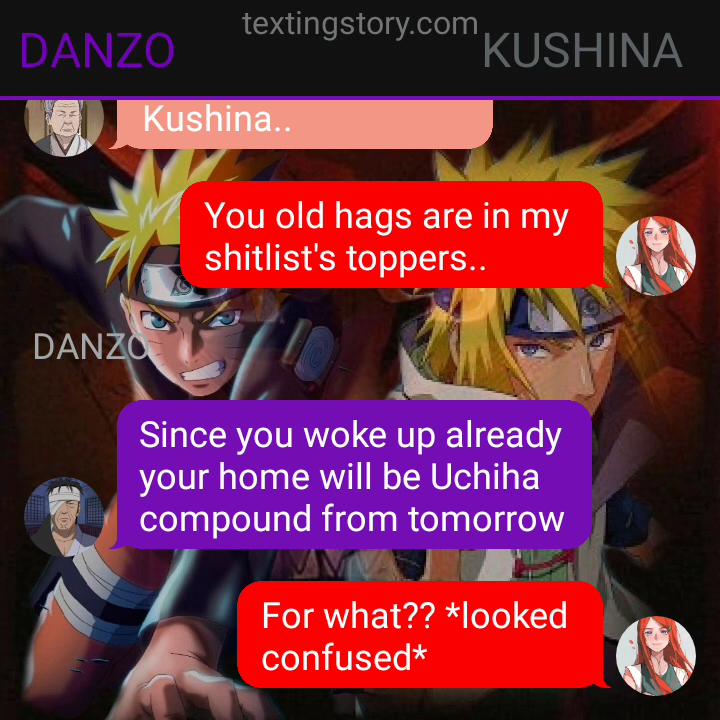 textingstory.com
DANZO
KUSHINA
Kushina..
You old hags are in my
shitlist's toppers..
DANZO
Since you woke up already
your home will be Uchiha
compound from tomorrow
For what?? *looked
confused*